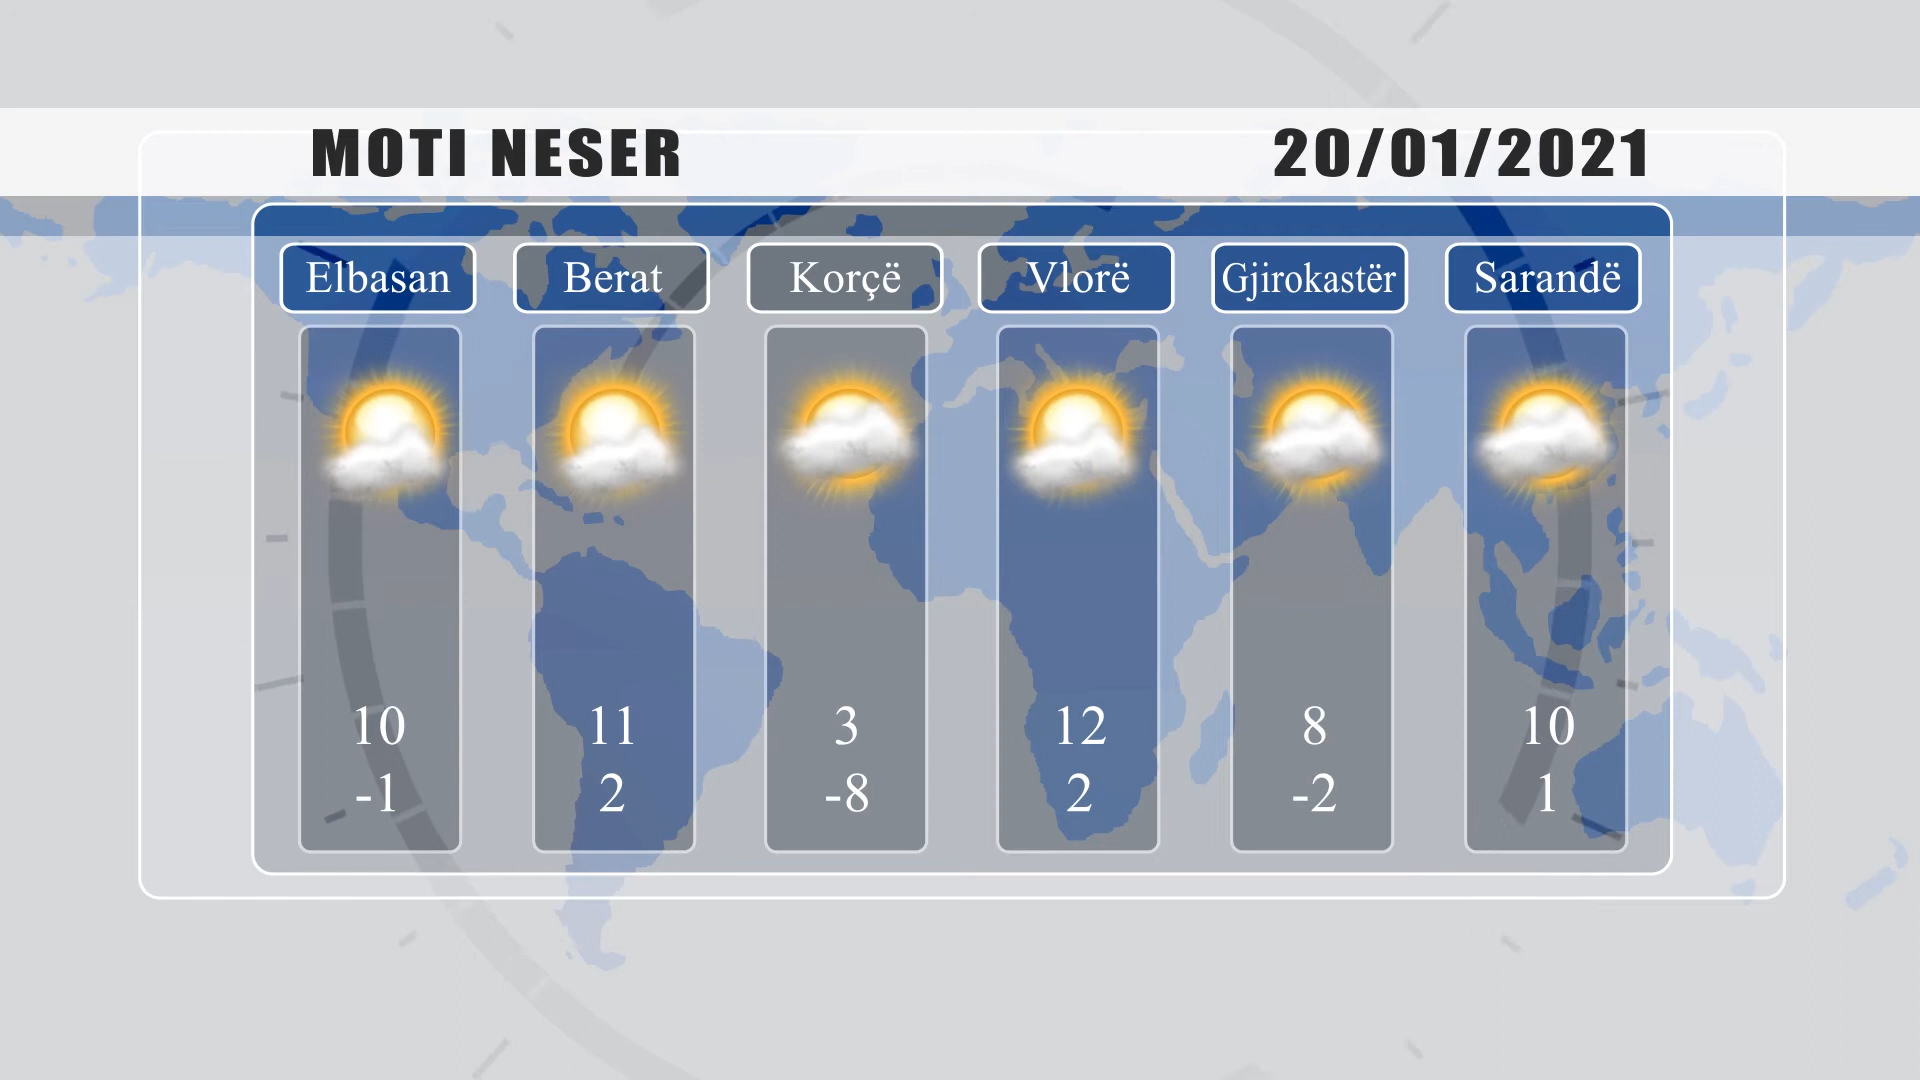 MOTI NESER
20/01/2021
Elbasan
Berat
Korçë
Vlorë
Gjirokastër
Sarandë
10
11
3
12
8
10
-1
2
-8
2
-2
1